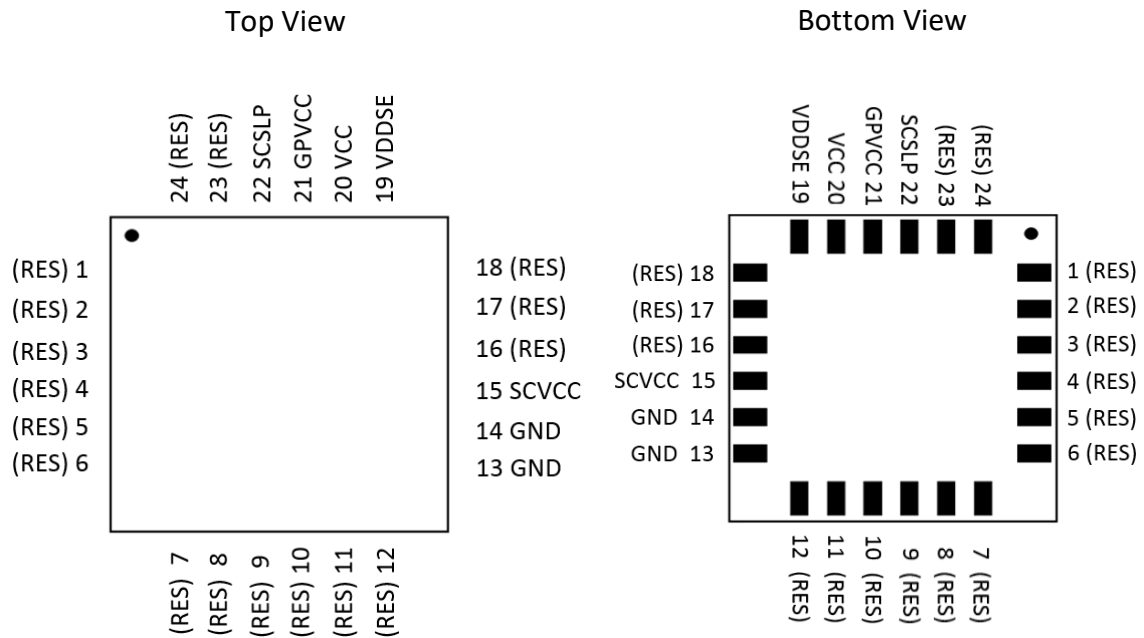 Top View
24 (RES)
23 (RES)
22 SCSLP
21 GPVCC
20 VCC
19 VDDSE
(RES) 1
(RES) 2
(RES) 3
(RES) 4
(RES) 5
(RES) 6
18 (RES)
17 (RES)
16 (RES)
15 SCVCC
14 GND
13 GND
(RES) 7
(RES) 8
(RES) 9
(RES) 10
(RES) 11
(RES) 12
Bottom View
VDDSE 19
VCC 20
GPVCC 21
SCSLP 22
(RES) 23
(RES) 24
(RES) 18
(RES) 17
(RES) 16
SCVCC 15
GND 14
GND 13
1 (RES)
2 (RES)
3 (RES)
4 (RES)
5 (RES)
6 (RES)
12 (RES)
11 (RES)
10 (RES)
9 (RES)
8 (RES)
7 (RES)